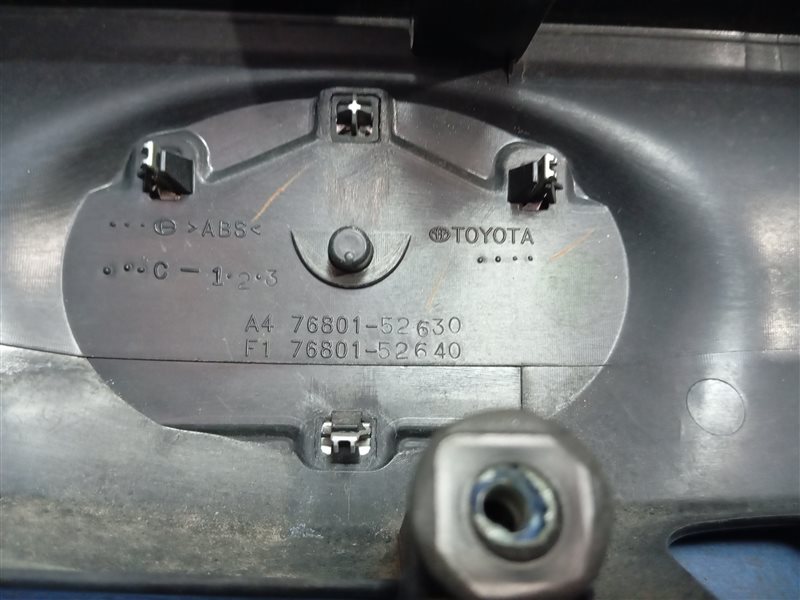 >ABS<
TOYOTA
C-1·2·3
A4 76801-52630
F1 76801-52640